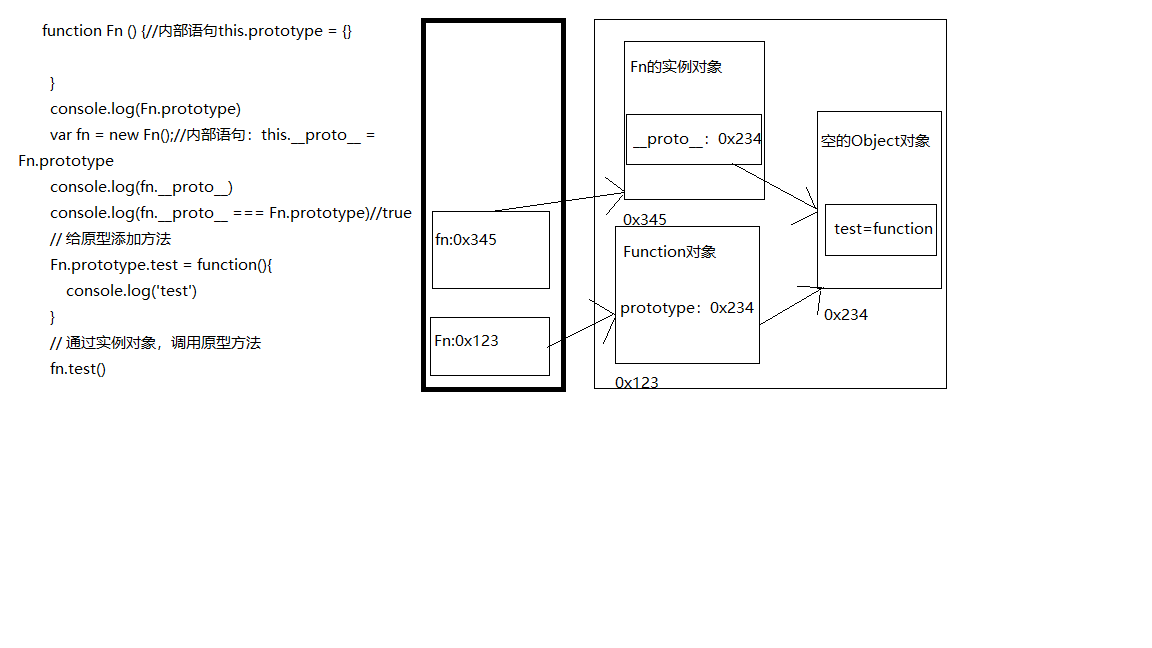 function Fn () {//内部语句this.prototype = {}
}
console.log(Fn.prototype)
var fn = new Fn();//内部语句：this.__proto__ =
Fn.prototype
console.log(fn.__proto__)
console.log(fn.__proto__ === Fn.prototype)//true
// 给原型添加方法
Fn.prototype.test = function(){
console.log('test')
}
// 通过实例对象，调用原型方法
fn.test()
fn:0x345
Fn:0x123
Fn的实例对象
__proto__：0x234
0x345
Function对象
prototype：0x234
0x123
空的Object对象
test=function
0x234